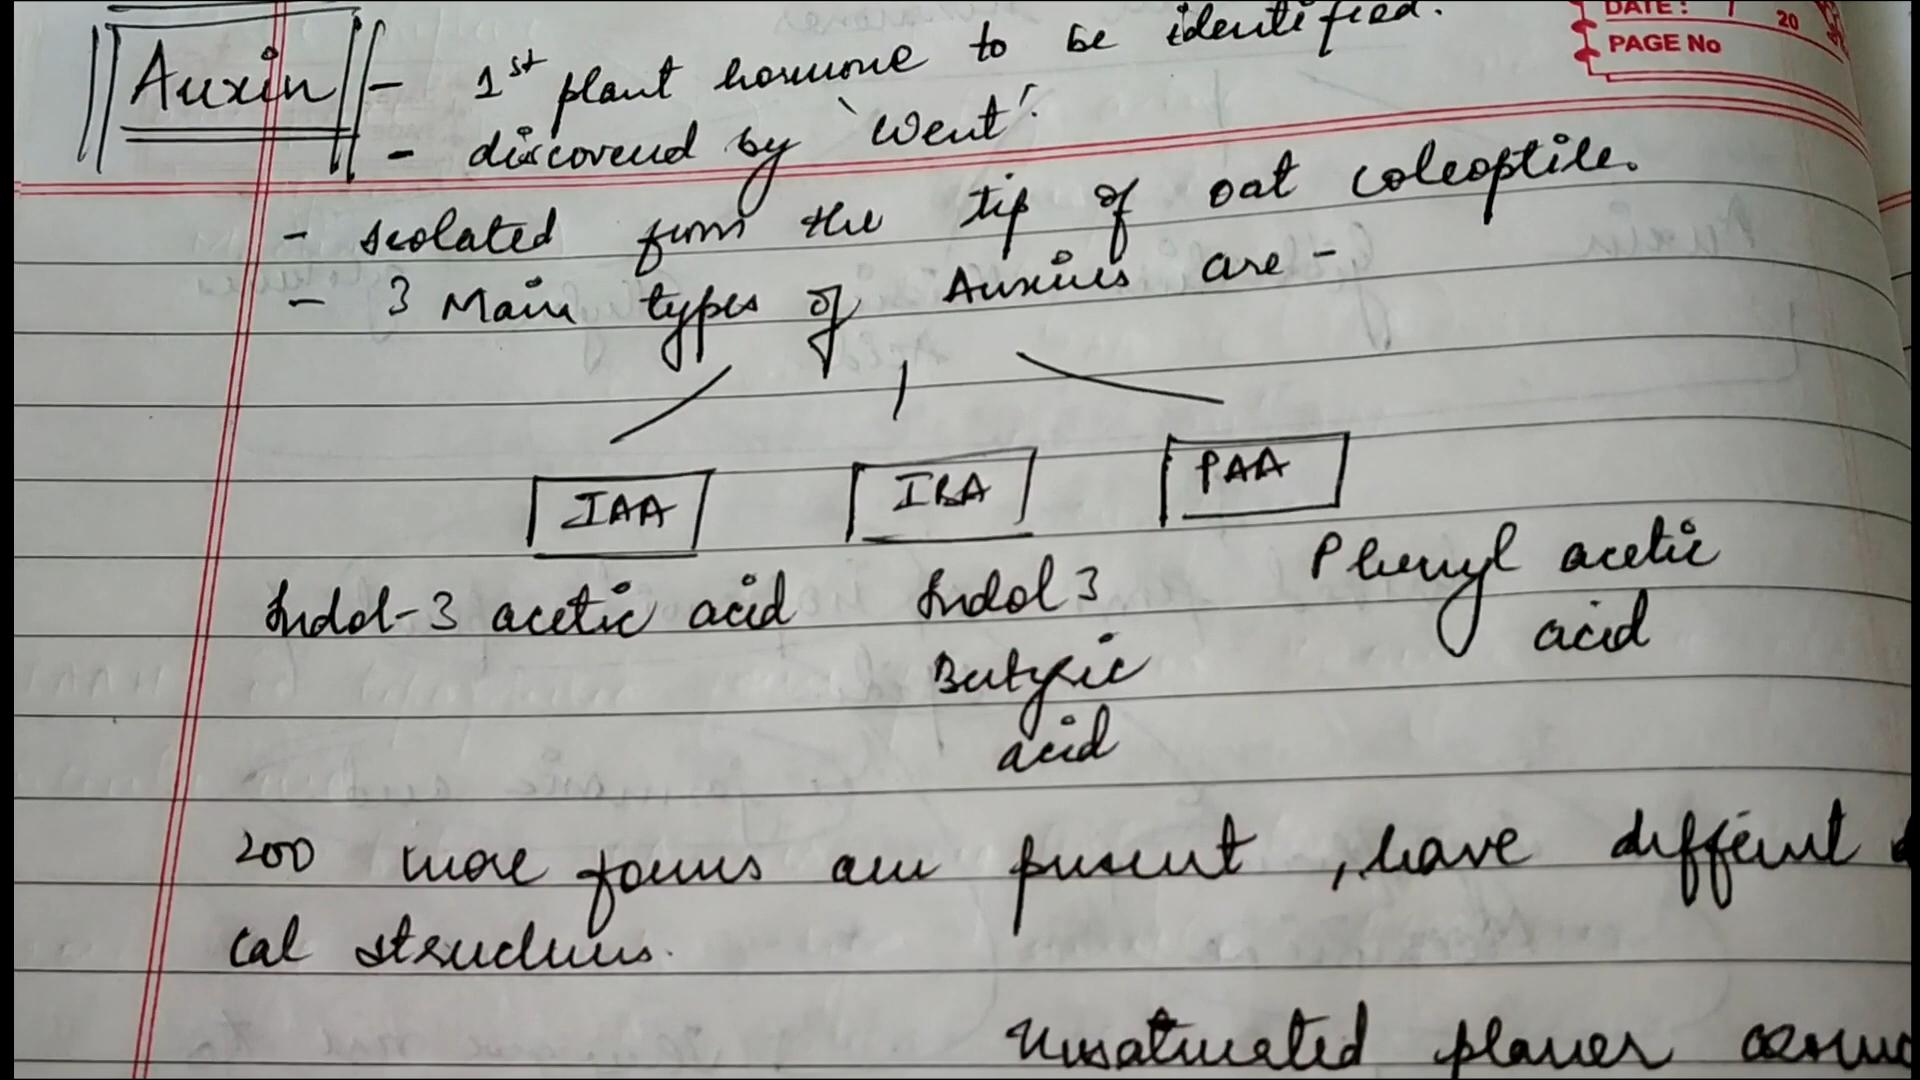 DATE: / 20
PAGE No
Auxin - 1st plant hormone to be identified.
- discovered by 'Went'.
- isolated from the tip of oat coleoptile.
- 3 Main types of Auxins are -
IAA IBA PAA
Indol-3 acetic acid Indol 3 Phenyl acetic
Butyric acid
acid
200 more forms are present, have different
cal structures.
Unsaturated planer